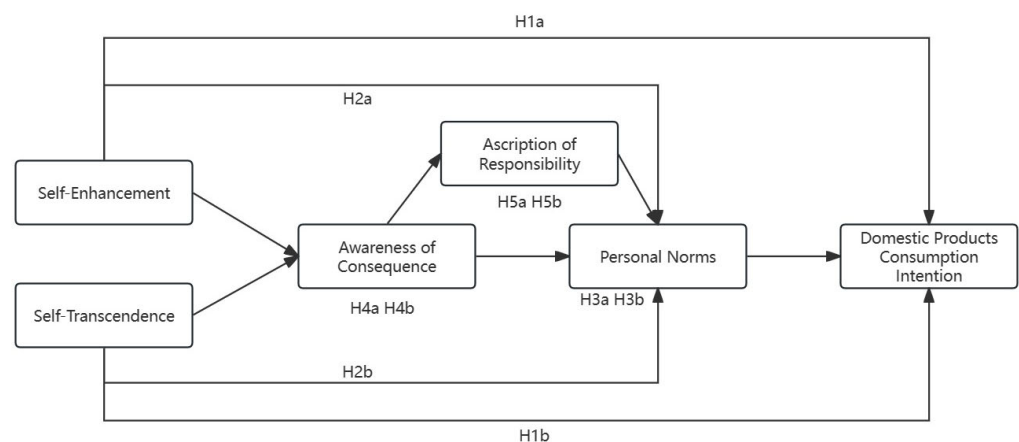 H1a
H2a
Ascription of
Responsibility
Self-Enhancement
H5a H5b
Awareness of
Consequence
Personal Norms
Domestic Products
Consumption
Intention
Self-Transcendence
H4a H4b
H3a H3b
H2b
H1b